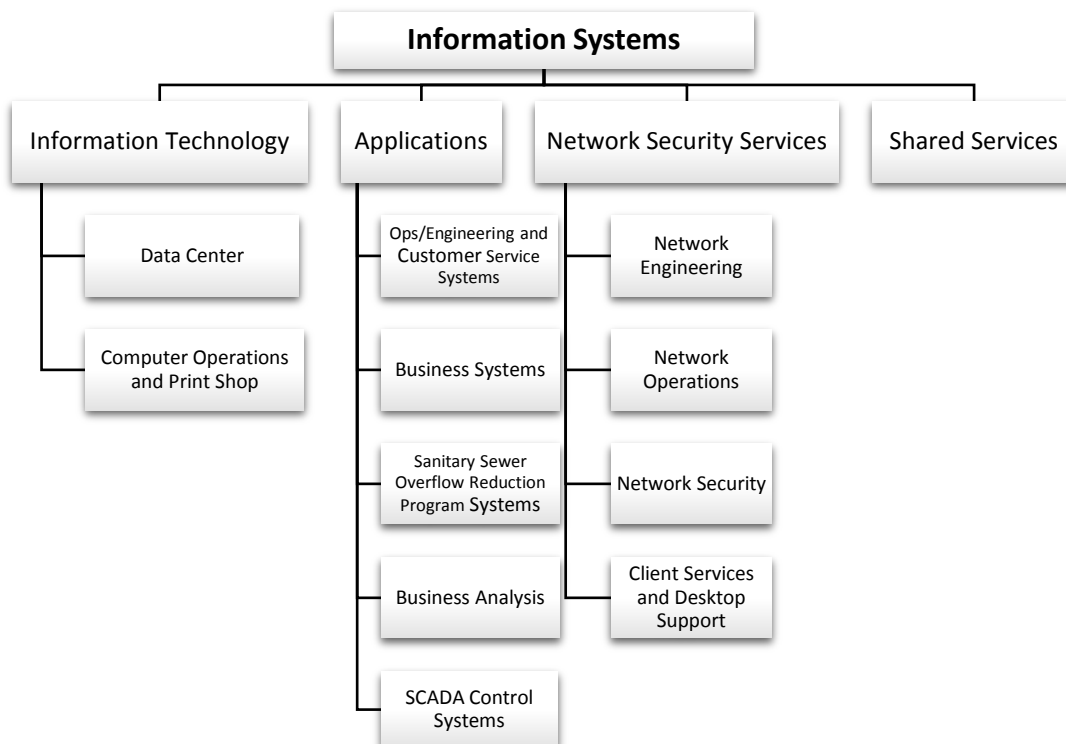 Information Systems
Information Technology
Applications
Network Security Services
Shared Services
Data Center
Computer Operations
and Print Shop
Ops/Engineering and
Customer Service
Systems
Business Systems
Sanitary Sewer
Overflow Reduction
Program Systems
Business Analysis
SCADA Control
Systems
Network
Engineering
Network
Operations
Network Security
Client Services
and Desktop
Support